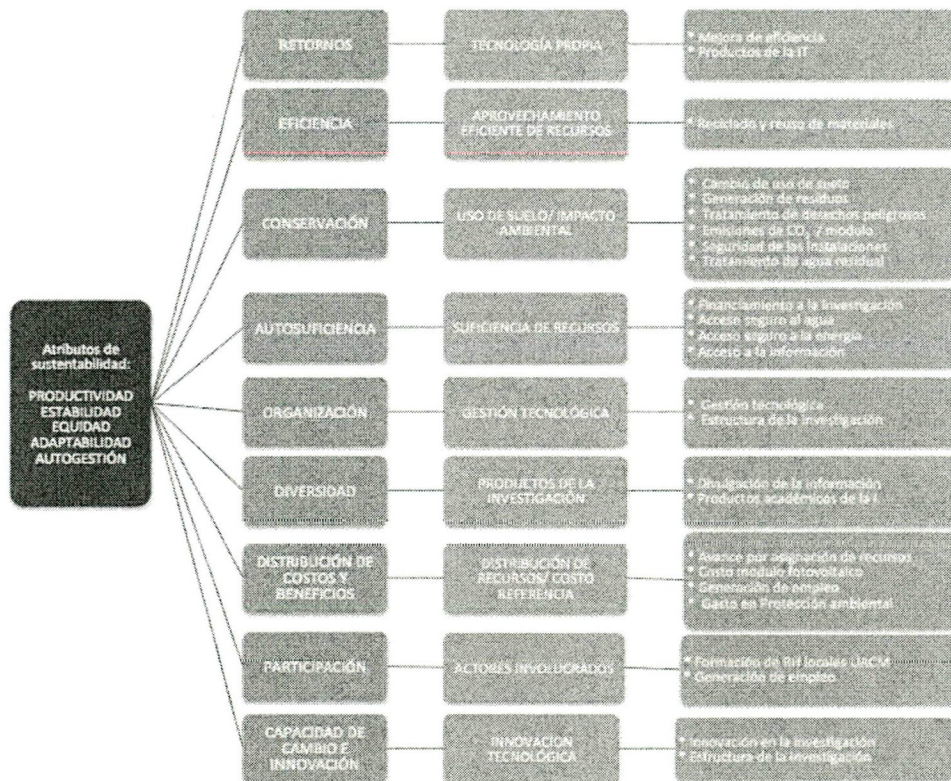 Atributos de
sustentabilidad:
PRODUCTIVIDAD
ESTABILIDAD
EQUIDAD
ADAPTABILIDAD
AUTOGESTIÓN
RETORNOS
TECNOLOGÍA PROPIA
* Mejora de eficiencia
* Productos de la IT
EFICIENCIA
APROVECHAMIENTO
EFICIENTE DE RECURSOS
* Reciclado y reuso de materiales
CONSERVACIÓN
USO DE SUELO/ IMPACTO
AMBIENTAL
* Cambio de uso de suelo
* Generación de residuos
* Tratamiento de derechos peligrosos
* Emisiones de CO2 / modulo
* Seguridad de las instalaciones
* Tratamiento de agua residual
AUTOSUFICIENCIA
SUFICIENCIA DE RECURSOS
* Financiamiento a la investigación
* Acceso seguro al agua
* Acceso seguro a la energía
* Acceso a la información
ORGANIZACIÓN
GESTIÓN TECNOLÓGICA
* Gestión tecnológica
* Estructura de la investigación
DIVERSIDAD
PRODUCTOS DE LA
INVESTIGACIÓN
* Divulgación de la información
* Productos académicos de la I.
DISTRIBUCIÓN DE
COSTOS Y
BENEFICIOS
DISTRIBUCIÓN DE
RECURSOS/ COSTO
REFERENCIA
* Avance por asignación de recursos
* Costo modulo fotovoltaico
* Generación de empleo
* Gasto en Protección ambiental
PARTICIPACIÓN
ACTORES INVOLUCRADOS
* Formación de RH locales UACM
* Generación de empleo
CAPACIDAD DE
CAMBIO E
INNOVACIÓN
INNOVACION
TECNOLÓGICA
* Innovación en la investigación
* Estructura de la investigación